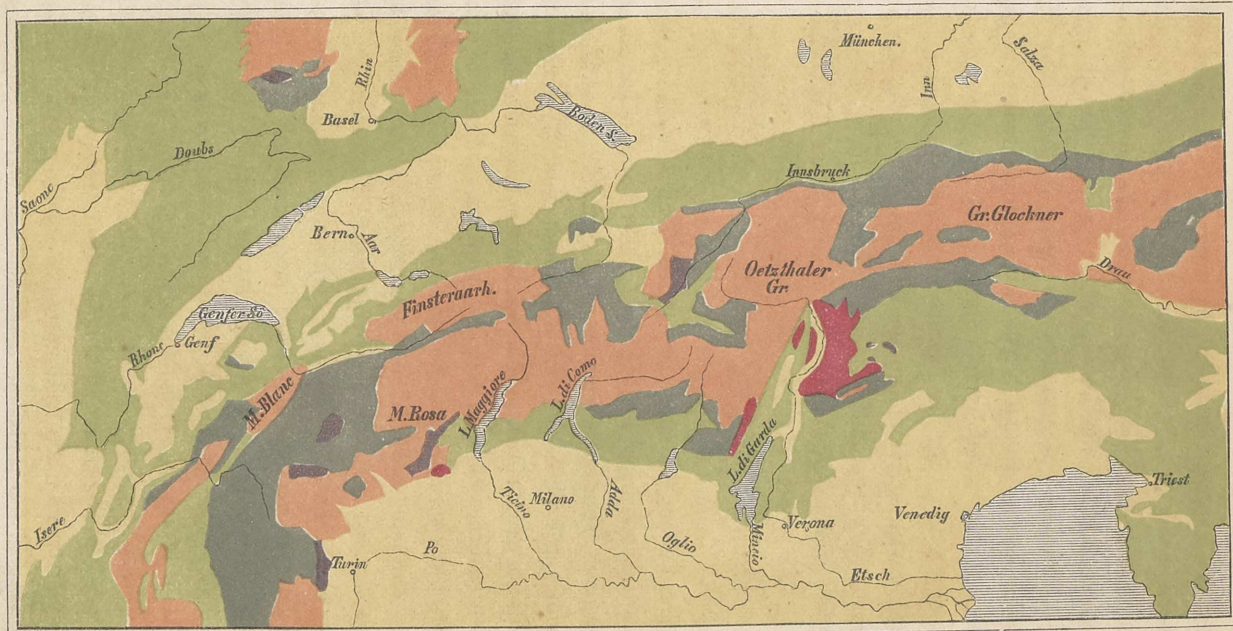 München.
Salza
Inn
Rhin
Basel
Boden S.
Doubs
Saone
Innsbruck
Bern
Aar
Gr. Glockner
Oetzthaler
Gr.
Drau
Finsteraarh.
Genfer S.
Rhone
Genf
M. Blanc
M. Rosa
L. Maggiore
L. di Como
L. di Garda
Isere
Ticino
Milano
Adda
Oglio
Mincio
Verona
Venedig
Triest
Turin
Po
Etsch